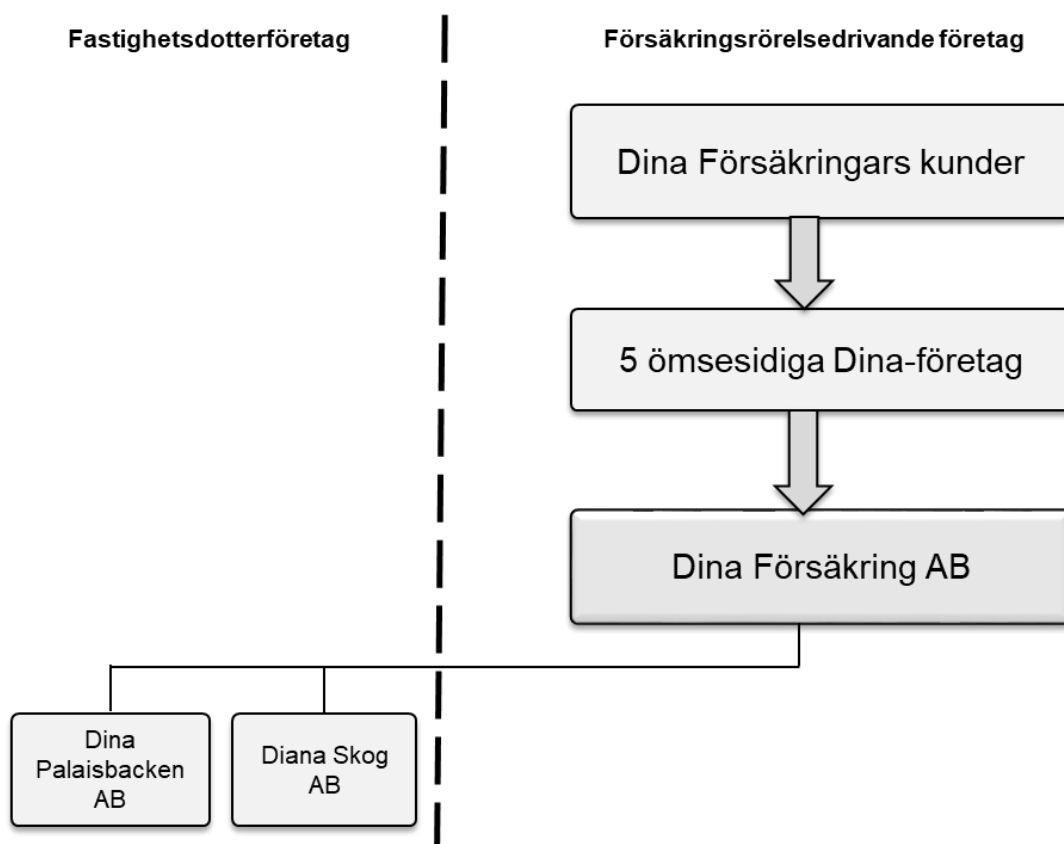 Fastighetsdotterföretag
Försäkringsrörelsedrivande företag
Dina Försäkringars kunder
5 ömsesidiga Dina-företag
Dina Försäkring AB
Dina
Palaisbacken
AB
Diana Skog
AB